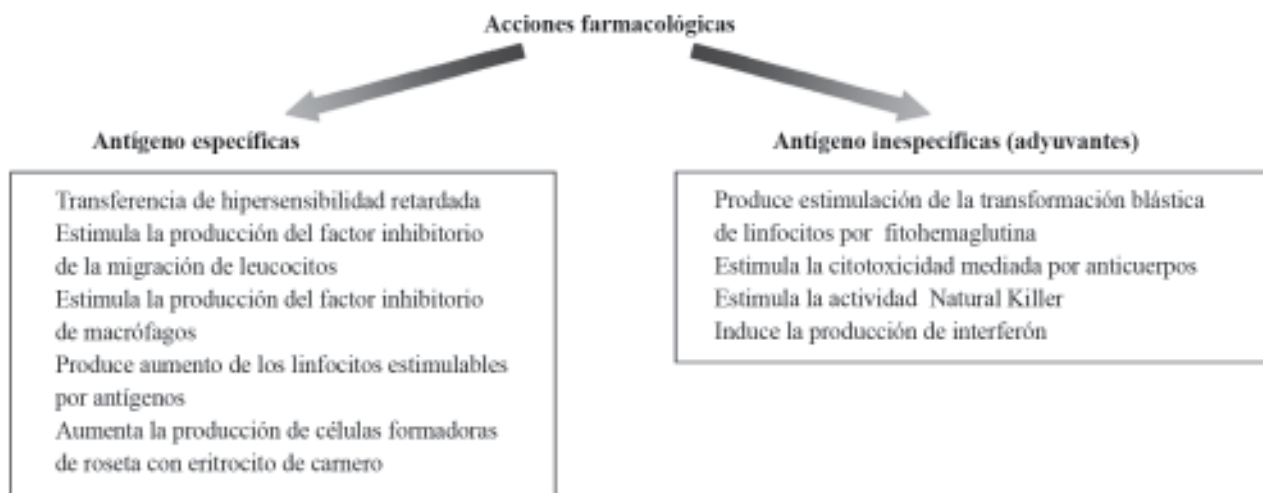 Acciones farmacológicas
Antígeno específicas
Transferencia de hipersensibilidad retardada
Estimula la producción del factor inhibitorio
de la migración de leucocitos
Estimula la producción del factor inhibitorio
de macrófagos
Produce aumento de los linfocitos estimulables
por antígenos
Aumenta la producción de células formadoras
de roseta con eritrocito de carnero
Antígeno inespecíficas (adyuvantes)
Produce estimulación de la transformación blástica
de linfocitos por fitohemaglutina
Estimula la citotoxicidad mediada por anticuerpos
Estimula la actividad Natural Killer
Induce la producción de interferón